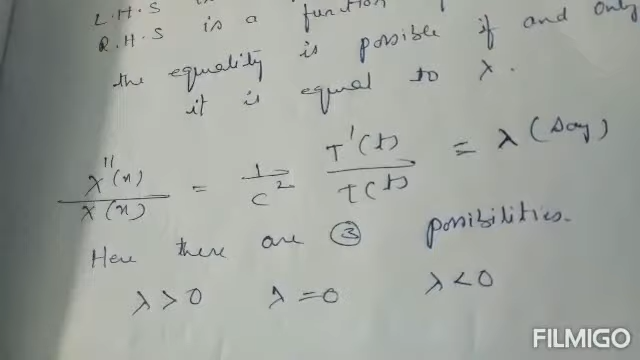 L.H.S is
R.H.S is a function
the equality is possible if and only
it is equal to λ.
X''(x)/X(x) = 1/c² T'(t)/T(t) = λ (say)
Here there are ③ possibilities.
λ > 0 λ = 0 λ < 0
FILMIGO